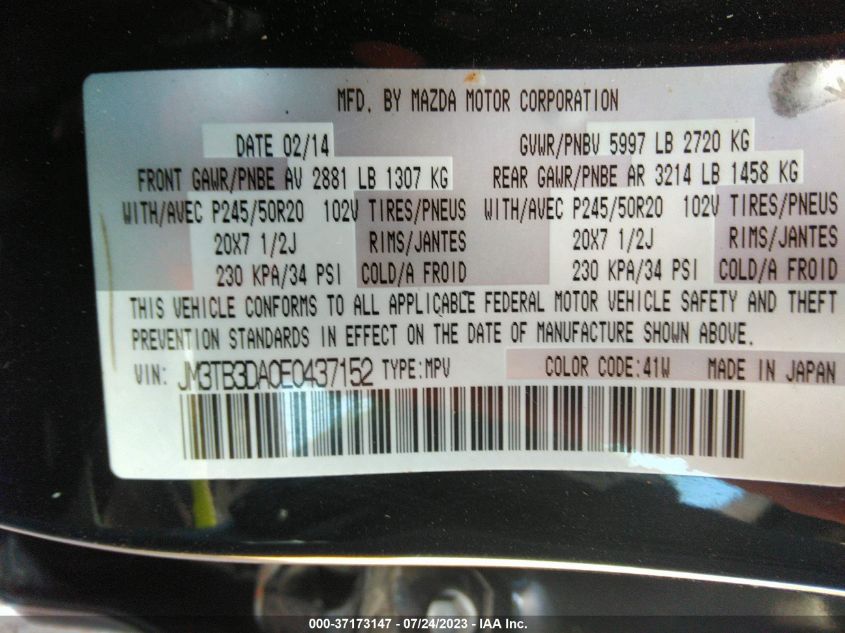 MFD. BY MAZDA MOTOR CORPORATION
DATE 02/14 GVWR/PNBV 5997 LB 2720 KG
FRONT GAWR/PNBE AV 2881 LB 1307 KG REAR GAWR/PNBE AR 3214 LB 1458 KG
WITH/AVEC P245/50R20 102V TIRES/PNEUS WITH/AVEC P245/50R20 102V TIRES/PNEUS
20X7 1/2J RIMS/JANTES 20X7 1/2J RIMS/JANTES
230 KPA/34 PSI COLD/A FROID 230 KPA/34 PSI COLD/A FROID
THIS VEHICLE CONFORMS TO ALL APPLICABLE FEDERAL MOTOR VEHICLE SAFETY AND THEFT
PREVENTION STANDARDS IN EFFECT ON THE DATE OF MANUFACTURE SHOWN ABOVE.
VIN: JM3TB3DA0E0437152 TYPE:MPV COLOR CODE:41W MADE IN JAPAN
000-37173147 - 07/24/2023 - IAA Inc.